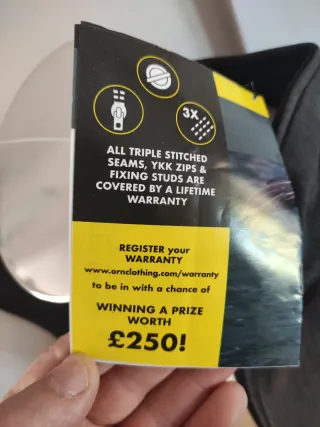 3X
ALL TRIPLE STITCHED
SEAMS, YKK ZIPS &
FIXING STUDS ARE
COVERED BY A LIFETIME
WARRANTY
REGISTER your
WARRANTY
www.ornclothing.com/warranty
to be in with a chance of
WINNING A PRIZE
WORTH
£250!